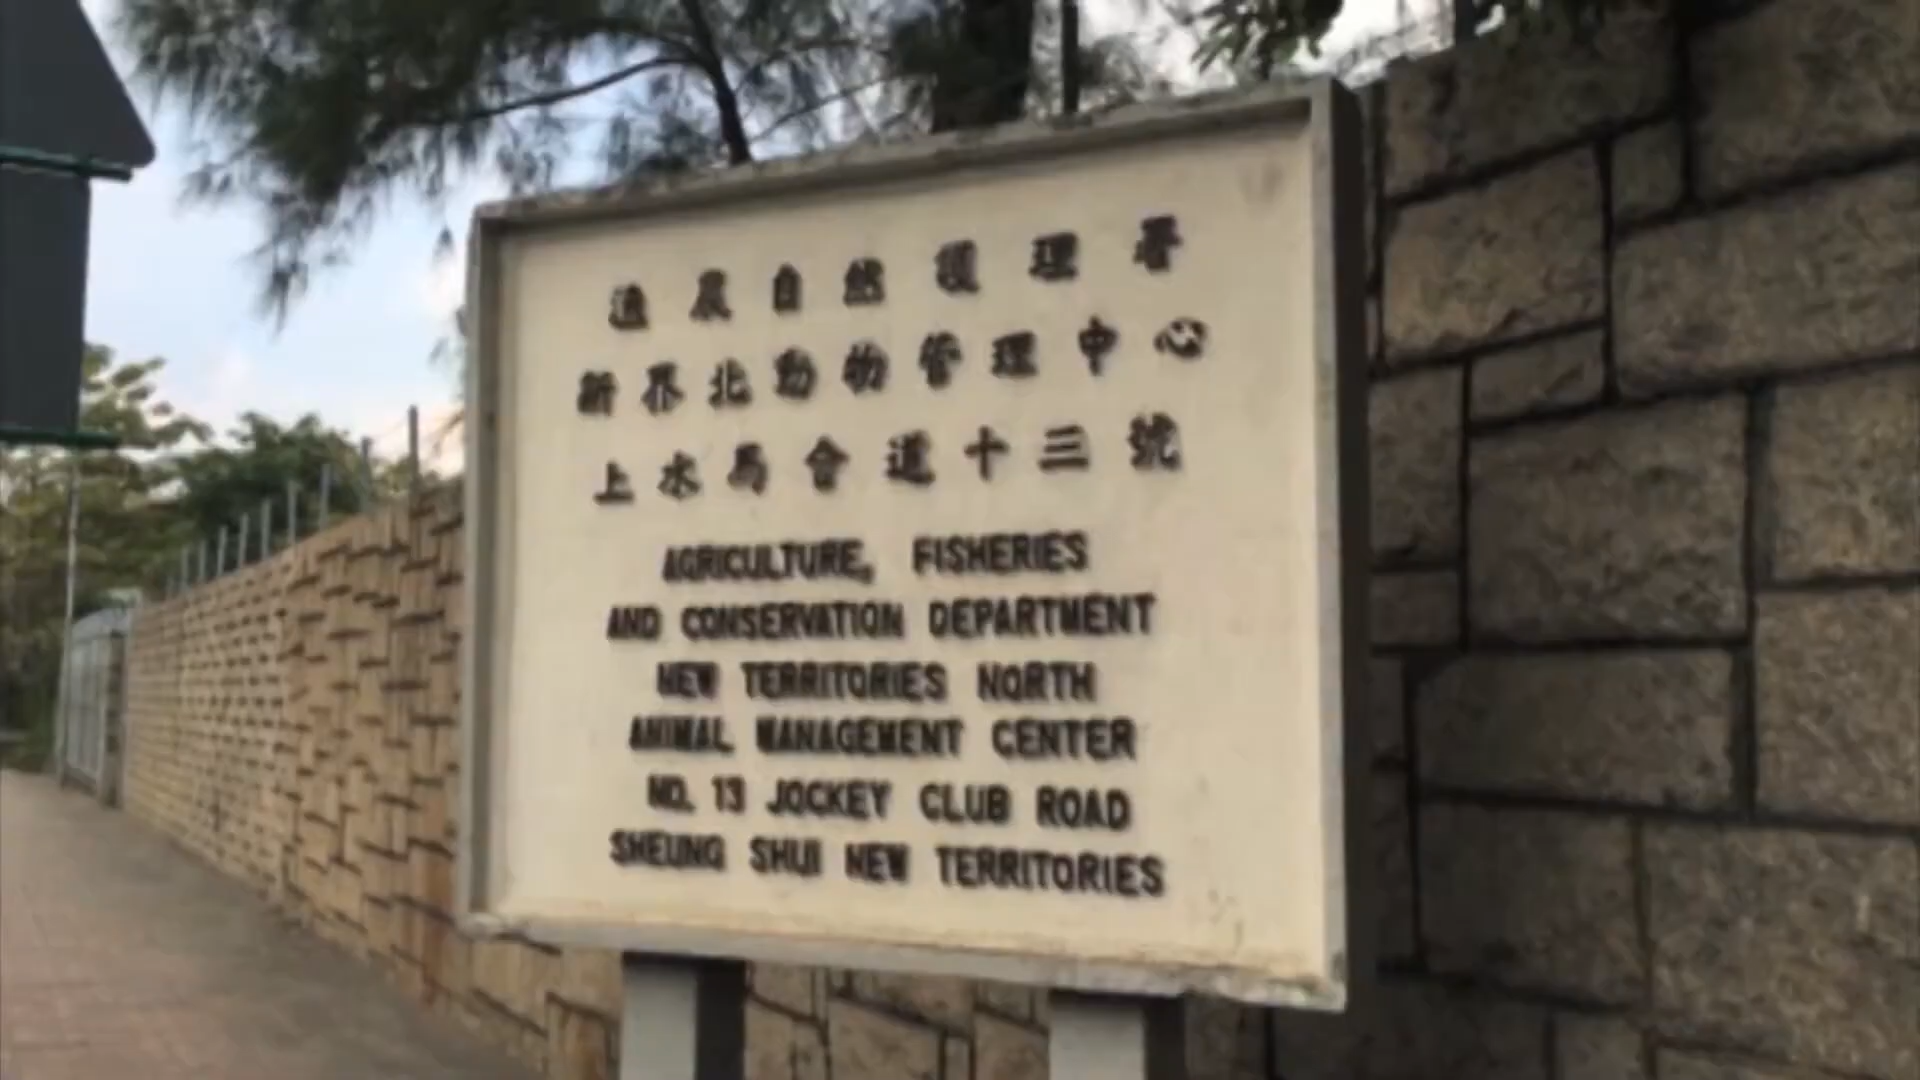 漁農自然護理署
新界北動物管理中心
上水馬會道十三號
AGRICULTURE, FISHERIES
AND CONSERVATION DEPARTMENT
NEW TERRITORIES NORTH
ANIMAL MANAGEMENT CENTER
NO. 13 JOCKEY CLUB ROAD
SHEUNG SHUI NEW TERRITORIES